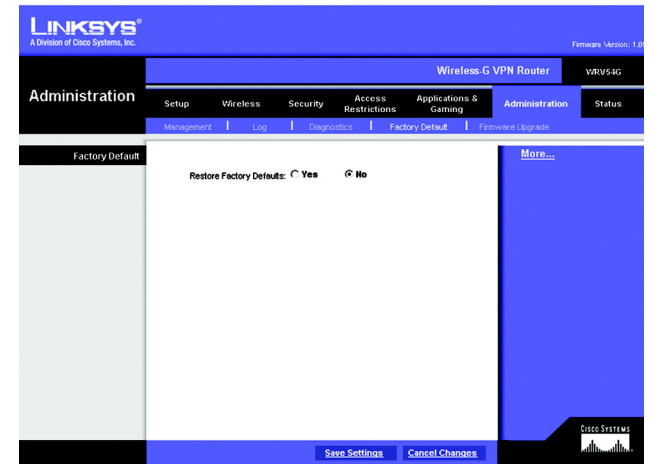 LINKSYS®
A Division of Cisco Systems, Inc.
Firmware Version: 1.05
Wireless-G VPN Router WRV54G
Administration
Setup Wireless Security Access Restrictions Applications & Gaming Administration Status
Management | Log | Diagnostics | Factory Default | Firmware Upgrade
Factory Default
More...
Restore Factory Defaults: Yes No
CISCO SYSTEMS
Save Settings Cancel Changes